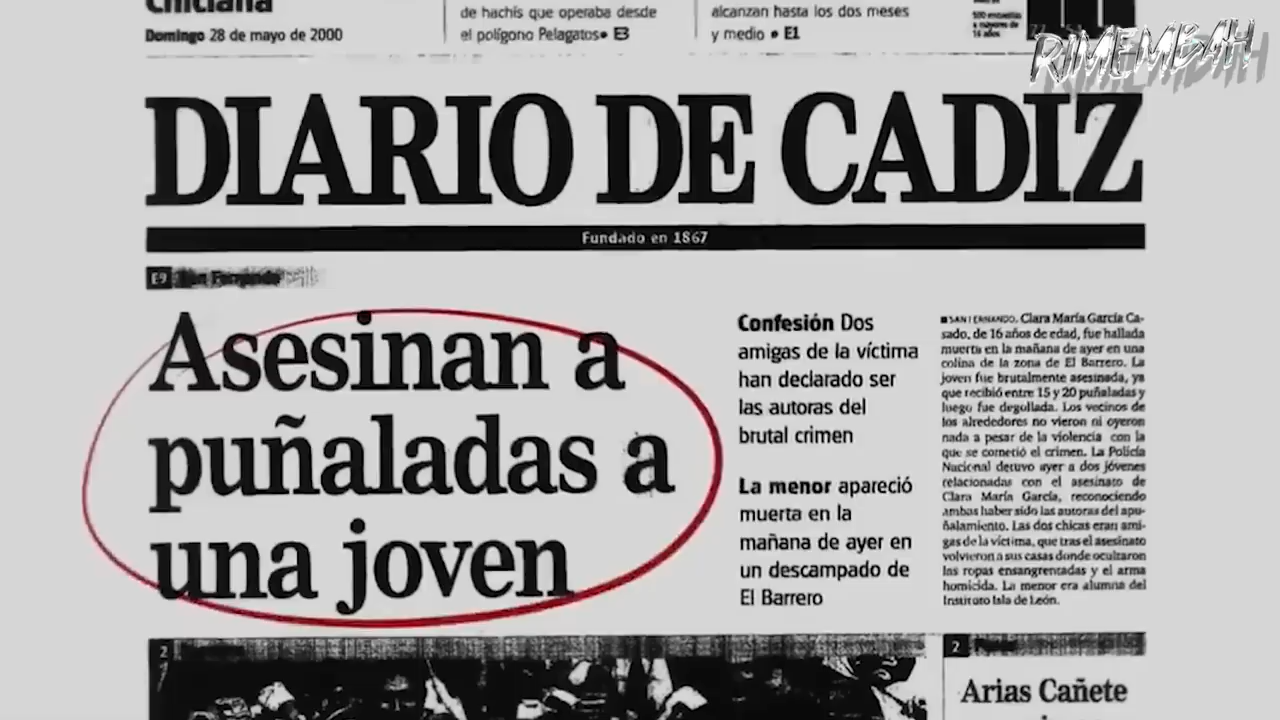 Chiclana
Domingo 28 de mayo de 2000
de hachís que operaba desde
el polígono Pelagatos● E3
alcanzan hasta los dos meses
y medio ● E1
500 encuestas
a mayores de
16 años
RIMEMBAH
DIARIO DE CADIZ
Fundado en 1867
E9 San Fernando
Asesinan a
puñaladas a
una joven
Confesión Dos
amigas de la víctima
han declarado ser
las autoras del
brutal crimen
La menor apareció
muerta en la
mañana de ayer en
un descampado de
El Barrero
■ SAN FERNANDO. Clara María García Ca-
sado, de 16 años de edad, fue hallada
muerta en la mañana de ayer en una
colina de la zona de El Barrero. La
joven fue brutalmente asesinada, ya
que recibió entre 15 y 20 puñaladas y
luego fue degollada. Los vecinos de
los alrededores no vieron ni oyeron
nada a pesar de la violencia con la
que se cometió el crimen. La Policía
Nacional detuvo ayer a dos jóvenes
relacionadas con el asesinato de
Clara María García, reconociendo
ambas haber sido las autoras del apu-
ñalamiento. Las dos chicas eran ami-
gas de la víctima, que tras el asesinato
volvieron a sus casas donde ocultaron
las ropas ensangrentadas y el arma
homicida. La menor era alumna del
Instituto Isla de León.
2
2
Arias Cañete